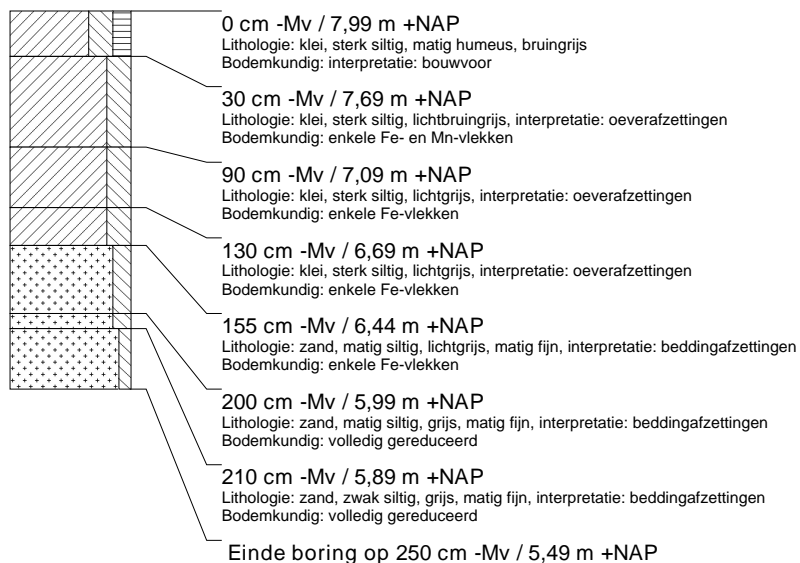 0 cm -Mv / 7,99 m +NAP
Lithologie: klei, sterk siltig, matig humeus, bruingrijs
Bodemkundig: interpretatie: bouwvoor
30 cm -Mv / 7,69 m +NAP
Lithologie: klei, sterk siltig, lichtbruingrijs, interpretatie: oeverafzettingen
Bodemkundig: enkele Fe- en Mn-vlekken
90 cm -Mv / 7,09 m +NAP
Lithologie: klei, sterk siltig, lichtgrijs, interpretatie: oeverafzettingen
Bodemkundig: enkele Fe-vlekken
130 cm -Mv / 6,69 m +NAP
Lithologie: klei, sterk siltig, lichtgrijs, interpretatie: oeverafzettingen
Bodemkundig: enkele Fe-vlekken
155 cm -Mv / 6,44 m +NAP
Lithologie: zand, matig siltig, lichtgrijs, matig fijn, interpretatie: beddingafzettingen
Bodemkundig: enkele Fe-vlekken
200 cm -Mv / 5,99 m +NAP
Lithologie: zand, matig siltig, grijs, matig fijn, interpretatie: beddingafzettingen
Bodemkundig: volledig gereduceerd
210 cm -Mv / 5,89 m +NAP
Lithologie: zand, zwak siltig, grijs, matig fijn, interpretatie: beddingafzettingen
Bodemkundig: volledig gereduceerd
Einde boring op 250 cm -Mv / 5,49 m +NAP